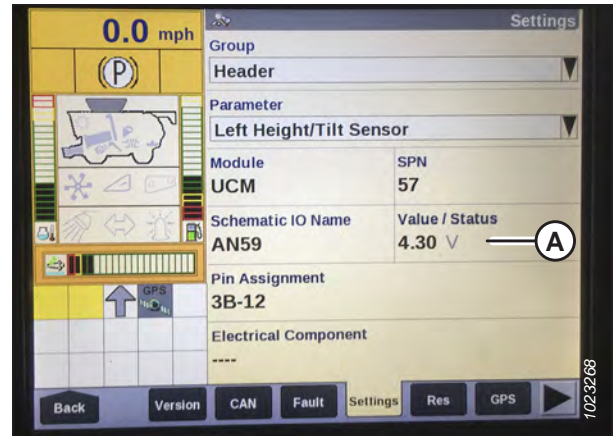 0.0 mph
(P)
Settings
Group
Header
Parameter
Left Height/Tilt Sensor
Module
UCM
SPN
57
Schematic IO Name
AN59
Value / Status
4.30 V
A
Pin Assignment
3B-12
Electrical Component
----
GPS
Back
Version
CAN
Fault
Settings
Res
GPS
1023268